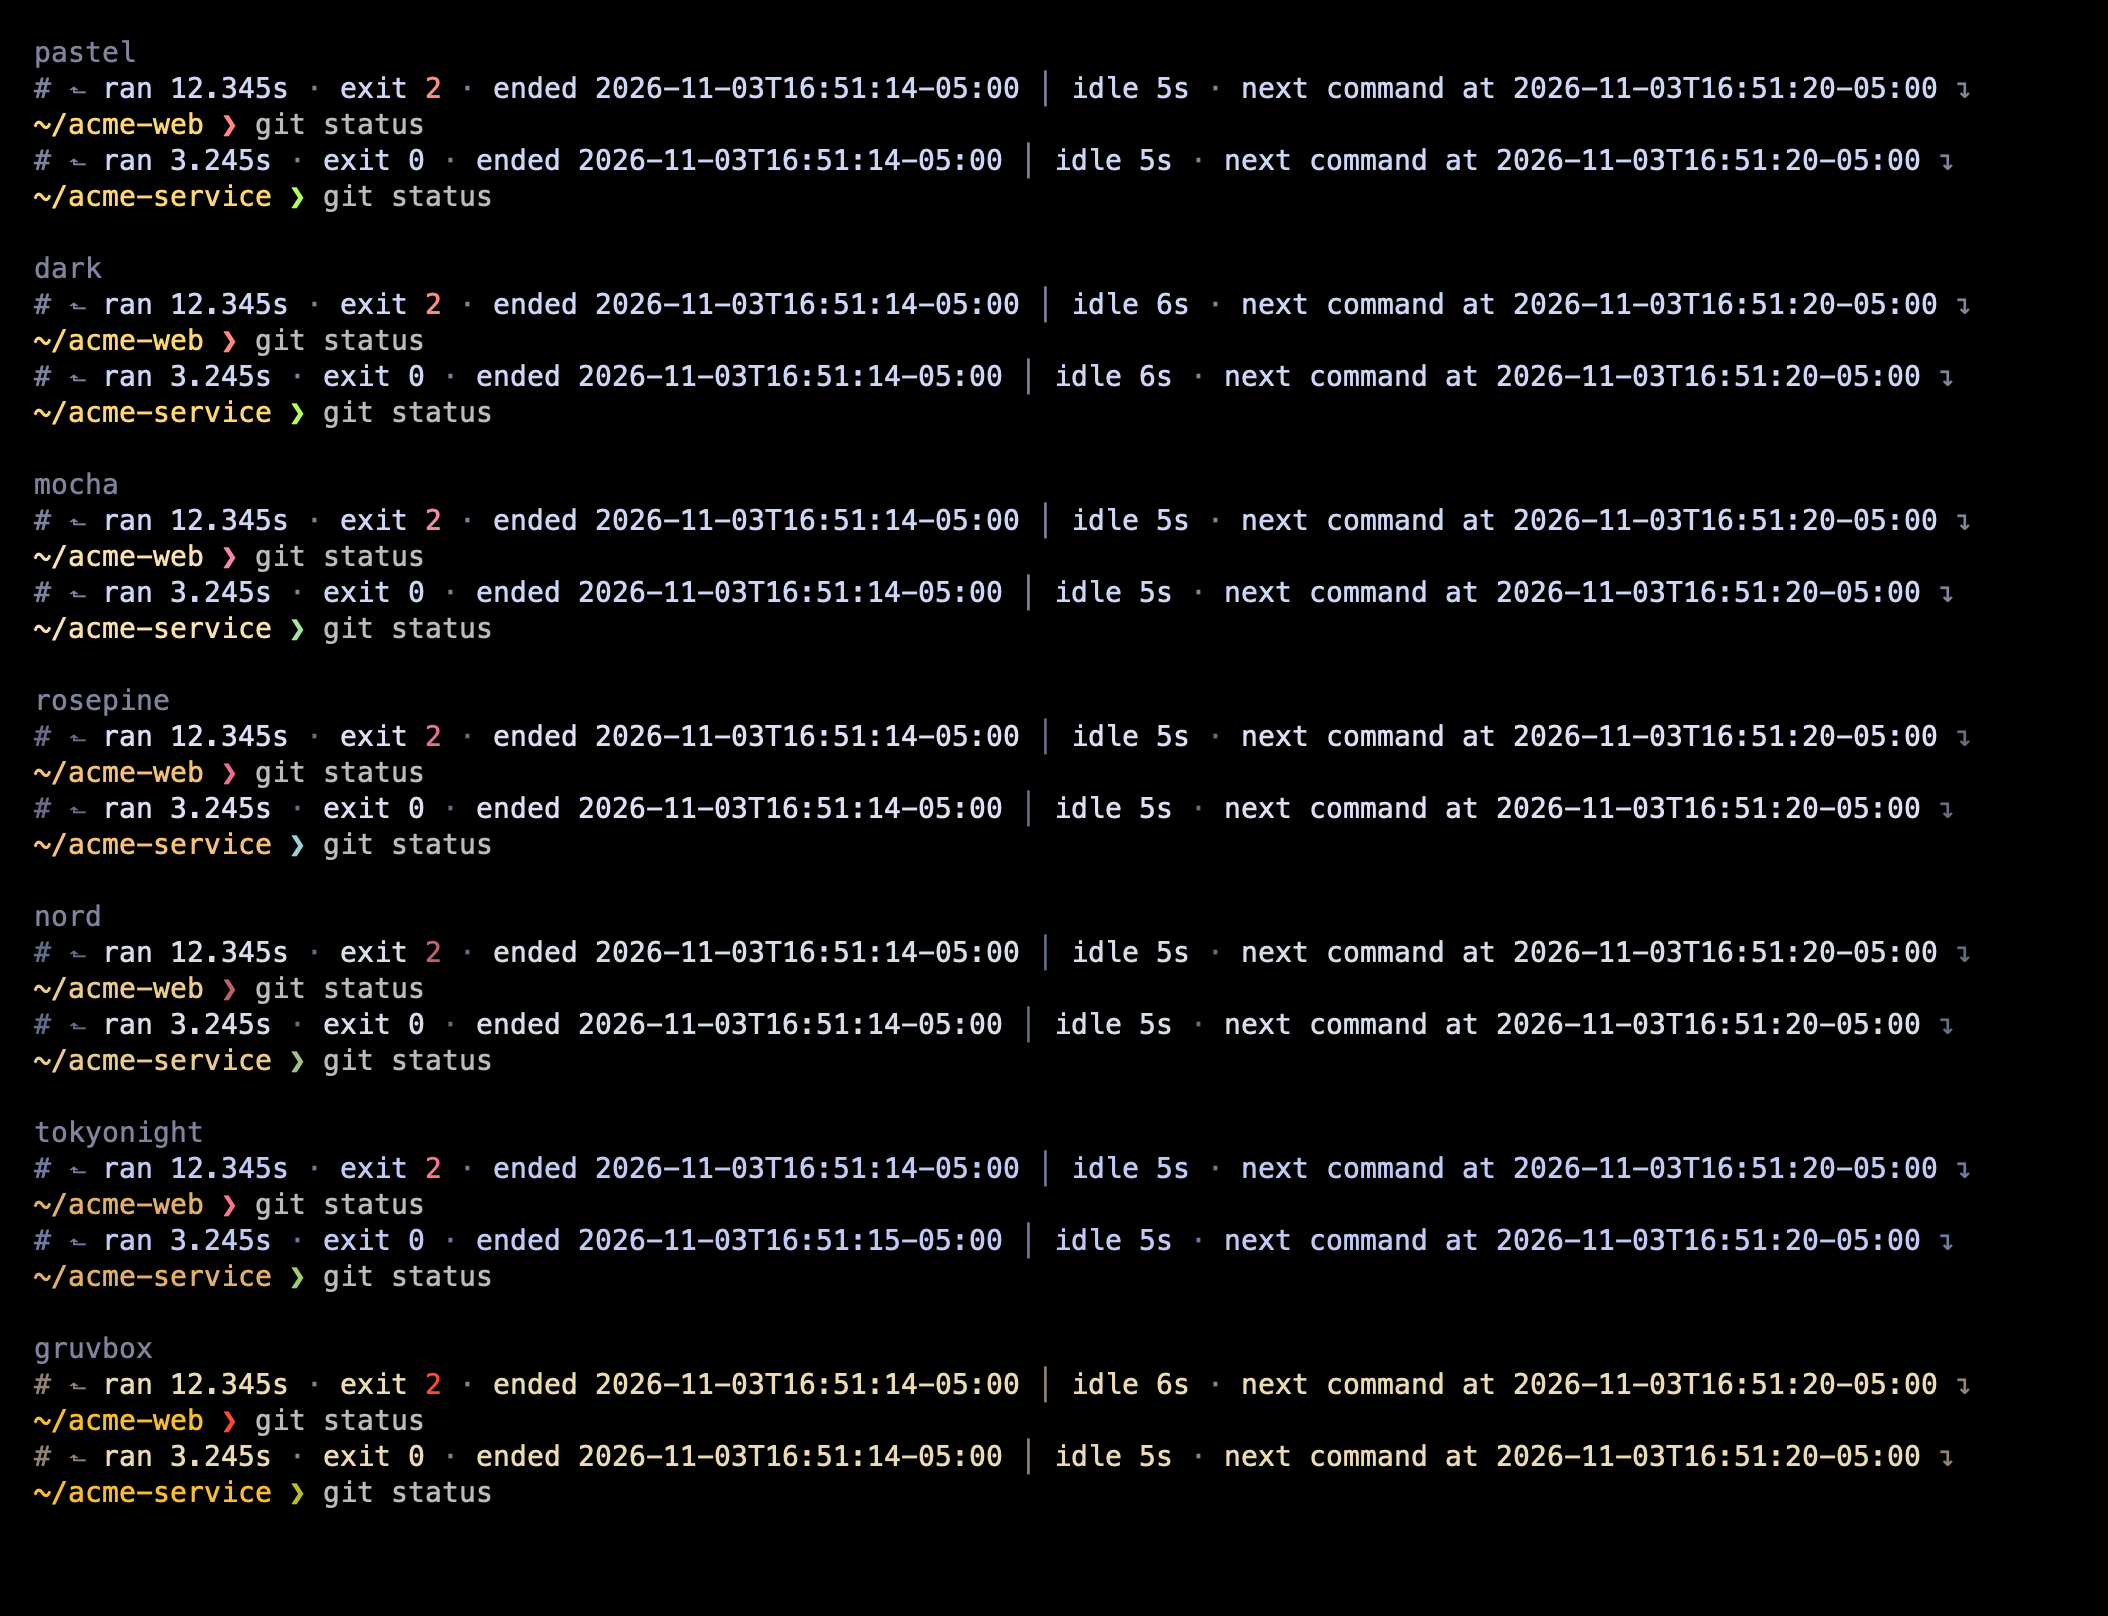 pastel
# ⬑ ran 12.345s · exit 2 · ended 2026-11-03T16:51:14-05:00 │ idle 5s · next command at 2026-11-03T16:51:20-05:00 ↴
~/acme-web ❯ git status
# ⬑ ran 3.245s · exit 0 · ended 2026-11-03T16:51:14-05:00 │ idle 5s · next command at 2026-11-03T16:51:20-05:00 ↴
~/acme-service ❯ git status
dark
# ⬑ ran 12.345s · exit 2 · ended 2026-11-03T16:51:14-05:00 │ idle 6s · next command at 2026-11-03T16:51:20-05:00 ↴
~/acme-web ❯ git status
# ⬑ ran 3.245s · exit 0 · ended 2026-11-03T16:51:14-05:00 │ idle 6s · next command at 2026-11-03T16:51:20-05:00 ↴
~/acme-service ❯ git status
mocha
# ⬑ ran 12.345s · exit 2 · ended 2026-11-03T16:51:14-05:00 │ idle 5s · next command at 2026-11-03T16:51:20-05:00 ↴
~/acme-web ❯ git status
# ⬑ ran 3.245s · exit 0 · ended 2026-11-03T16:51:14-05:00 │ idle 5s · next command at 2026-11-03T16:51:20-05:00 ↴
~/acme-service ❯ git status
rosepine
# ⬑ ran 12.345s · exit 2 · ended 2026-11-03T16:51:14-05:00 │ idle 5s · next command at 2026-11-03T16:51:20-05:00 ↴
~/acme-web ❯ git status
# ⬑ ran 3.245s · exit 0 · ended 2026-11-03T16:51:14-05:00 │ idle 5s · next command at 2026-11-03T16:51:20-05:00 ↴
~/acme-service ❯ git status
nord
# ⬑ ran 12.345s · exit 2 · ended 2026-11-03T16:51:14-05:00 │ idle 5s · next command at 2026-11-03T16:51:20-05:00 ↴
~/acme-web ❯ git status
# ⬑ ran 3.245s · exit 0 · ended 2026-11-03T16:51:14-05:00 │ idle 5s · next command at 2026-11-03T16:51:20-05:00 ↴
~/acme-service ❯ git status
tokyonight
# ⬑ ran 12.345s · exit 2 · ended 2026-11-03T16:51:14-05:00 │ idle 5s · next command at 2026-11-03T16:51:20-05:00 ↴
~/acme-web ❯ git status
# ⬑ ran 3.245s · exit 0 · ended 2026-11-03T16:51:15-05:00 │ idle 5s · next command at 2026-11-03T16:51:20-05:00 ↴
~/acme-service ❯ git status
gruvbox
# ⬑ ran 12.345s · exit 2 · ended 2026-11-03T16:51:14-05:00 │ idle 6s · next command at 2026-11-03T16:51:20-05:00 ↴
~/acme-web ❯ git status
# ⬑ ran 3.245s · exit 0 · ended 2026-11-03T16:51:14-05:00 │ idle 5s · next command at 2026-11-03T16:51:20-05:00 ↴
~/acme-service ❯ git status